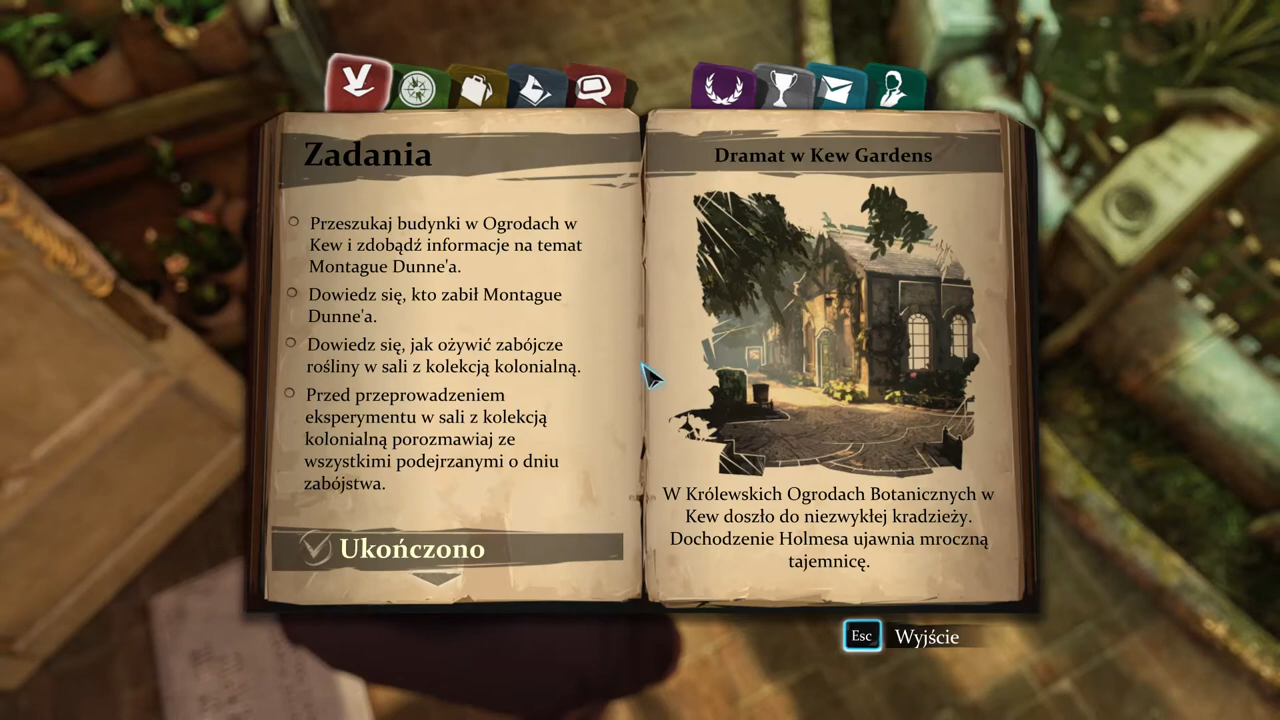 Zadania
Przeszukaj budynki w Ogrodach w
Kew i zdobądź informacje na temat
Montague Dunne'a.
Dowiedz się, kto zabił Montague
Dunne'a.
Dowiedz się, jak ożywić zabójcze
rośliny w sali z kolekcją kolonialną.
Przed przeprowadzeniem
eksperymentu w sali z kolekcją
kolonialną porozmawiaj ze
wszystkimi podejrzanymi o dniu
zabójstwa.
Ukończono
Dramat w Kew Gardens
W Królewskich Ogrodach Botanicznych w
Kew doszło do niezwykłej kradzieży.
Dochodzenie Holmesa ujawnia mroczną
tajemnicę.
Esc Wyjście